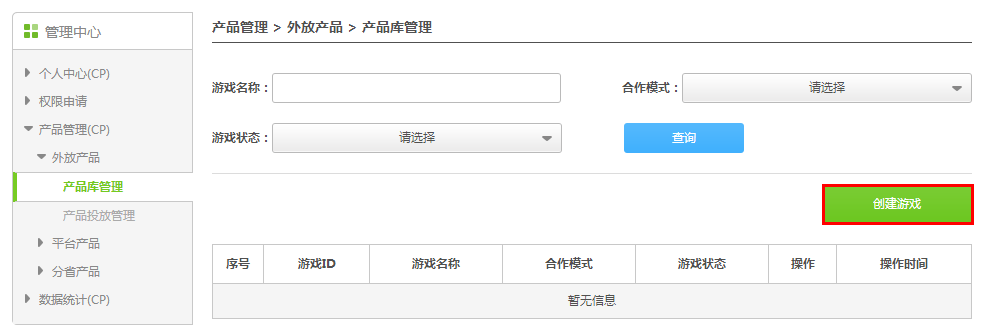 管理中心
个人中心(CP)
权限申请
产品管理(CP)
外放产品
产品库管理
产品投放管理
平台产品
分省产品
数据统计(CP)
产品管理 > 外放产品 > 产品库管理
游戏名称： 合作模式： 请选择
游戏状态： 请选择 查询
创建游戏
序号 游戏ID 游戏名称 合作模式 游戏状态 操作 操作时间
暂无信息